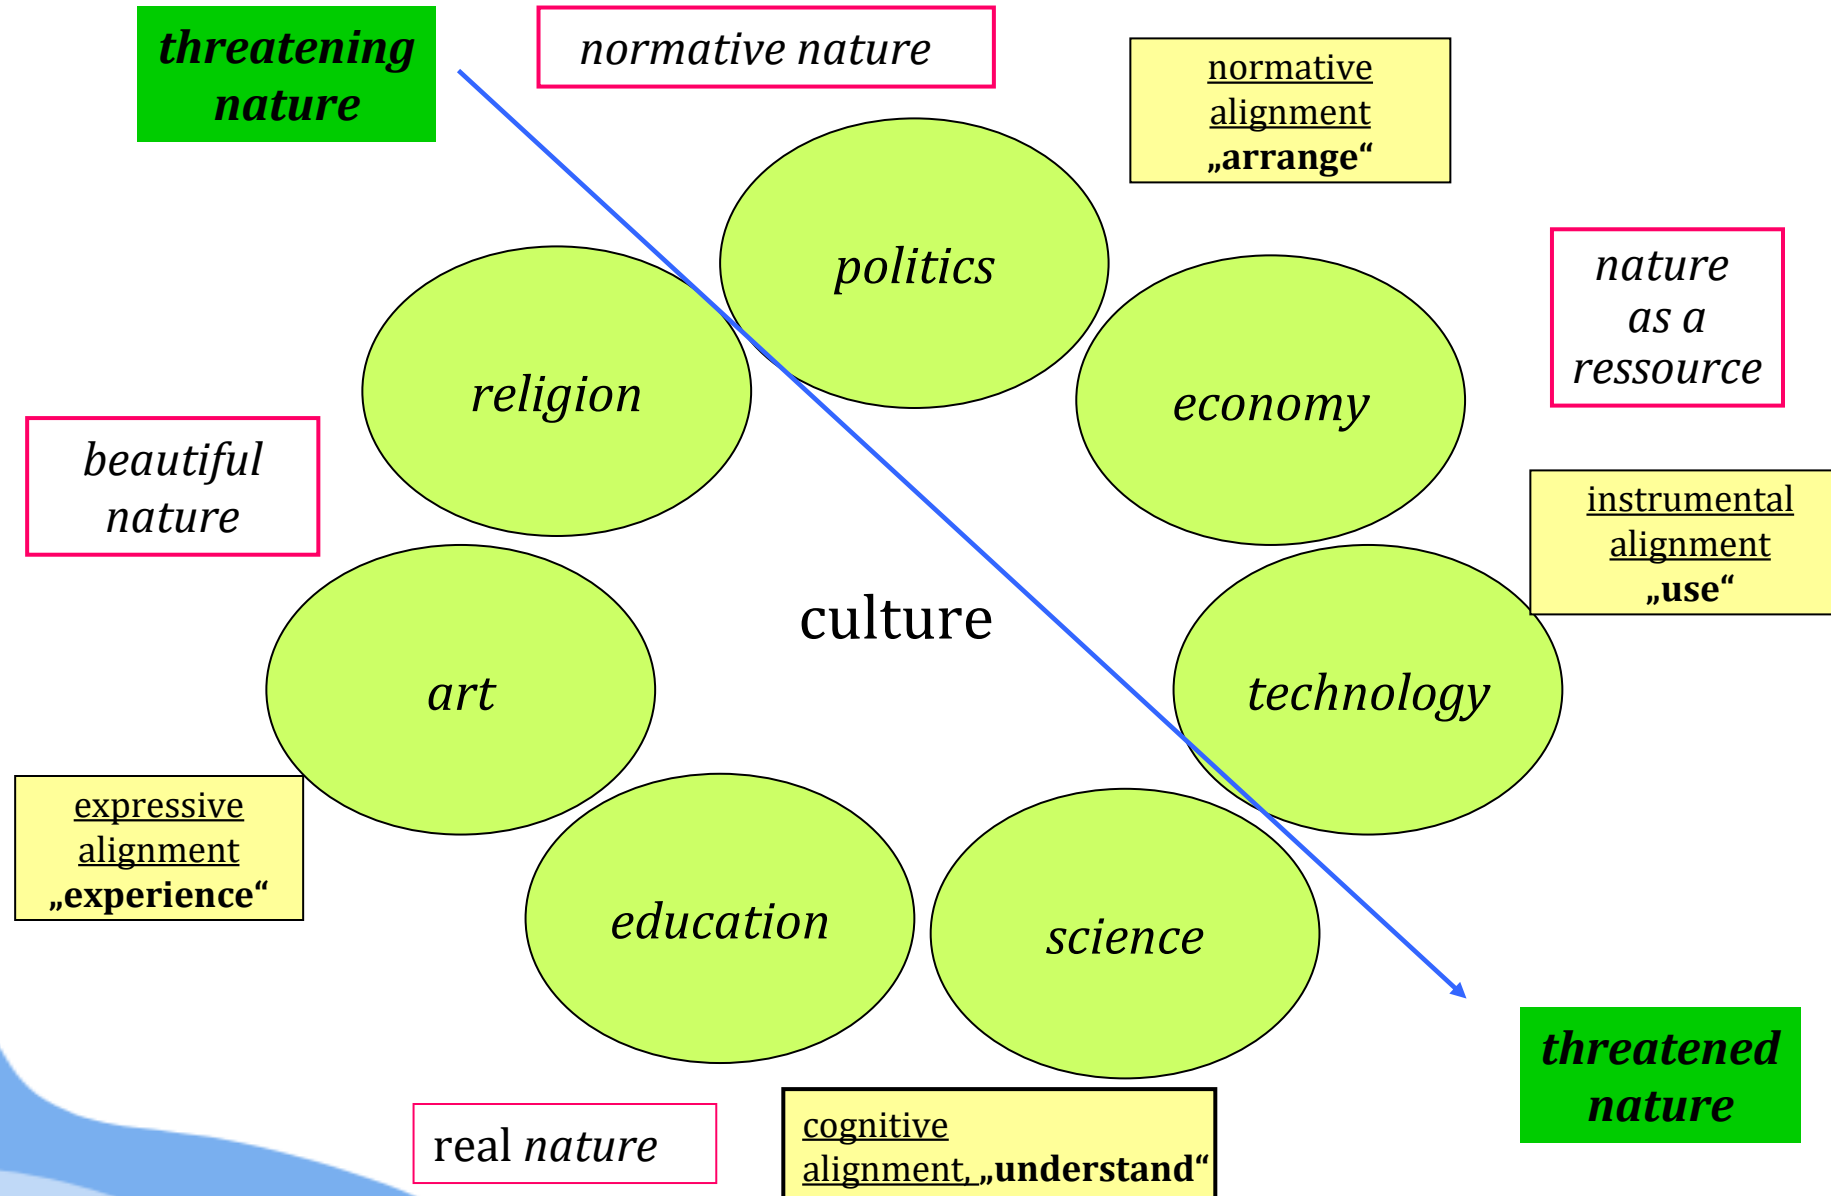 threatening
nature
normative nature
normative
alignment
„arrange“
politics
nature
as a
ressource
religion
economy
beautiful
nature
instrumental
alignment
„use“
culture
art
technology
expressive
alignment
„experience“
education
science
threatened
nature
real nature
cognitive
alignment, „understand“